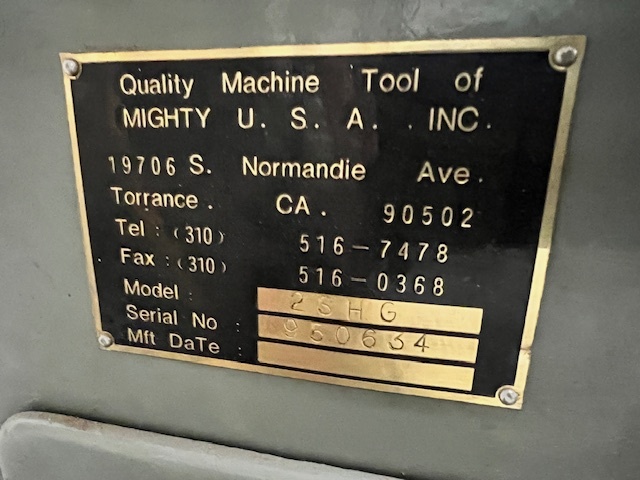 Quality Machine Tool of
MIGHTY U. S. A. . INC.
19706 S. Normandie Ave.
Torrance. CA. 90502
Tel : (310) 516-7478
Fax : (310) 516-0368
Model : 2SHG
Serial No : 950634
Mft DaTe :